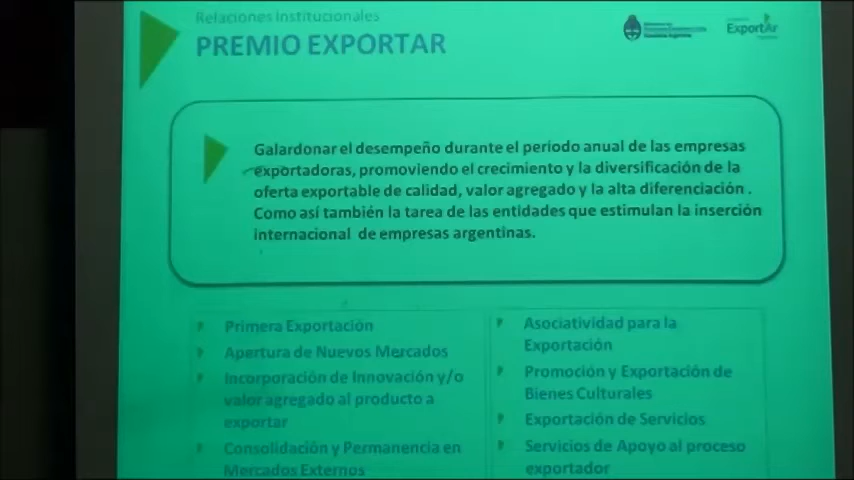 Relaciones Institucionales
PREMIO EXPORTAR
ExportAr
Galardonar el desempeño durante el período anual de las empresas
exportadoras, promoviendo el crecimiento y la diversificación de la
oferta exportable de calidad, valor agregado y la alta diferenciación .
Como así también la tarea de las entidades que estimulan la inserción
internacional de empresas argentinas.
Primera Exportación
Apertura de Nuevos Mercados
Incorporación de Innovación y/o
valor agregado al producto a
exportar
Consolidación y Permanencia en
Mercados Externos
Asociatividad para la
Exportación
Promoción y Exportación de
Bienes Culturales
Exportación de Servicios
Servicios de Apoyo al proceso
exportador